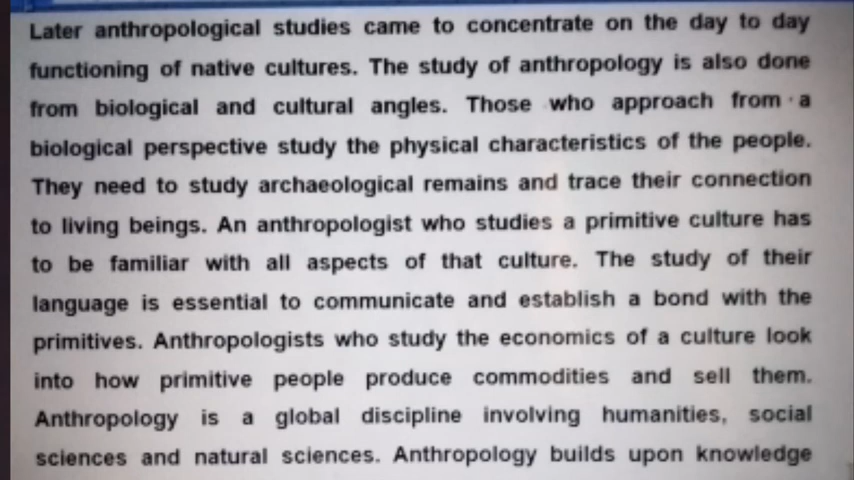 Later anthropological studies came to concentrate on the day to day
functioning of native cultures. The study of anthropology is also done
from biological and cultural angles. Those who approach from a
biological perspective study the physical characteristics of the people.
They need to study archaeological remains and trace their connection
to living beings. An anthropologist who studies a primitive culture has
to be familiar with all aspects of that culture. The study of their
language is essential to communicate and establish a bond with the
primitives. Anthropologists who study the economics of a culture look
into how primitive people produce commodities and sell them.
Anthropology is a global discipline involving humanities, social
sciences and natural sciences. Anthropology builds upon knowledge